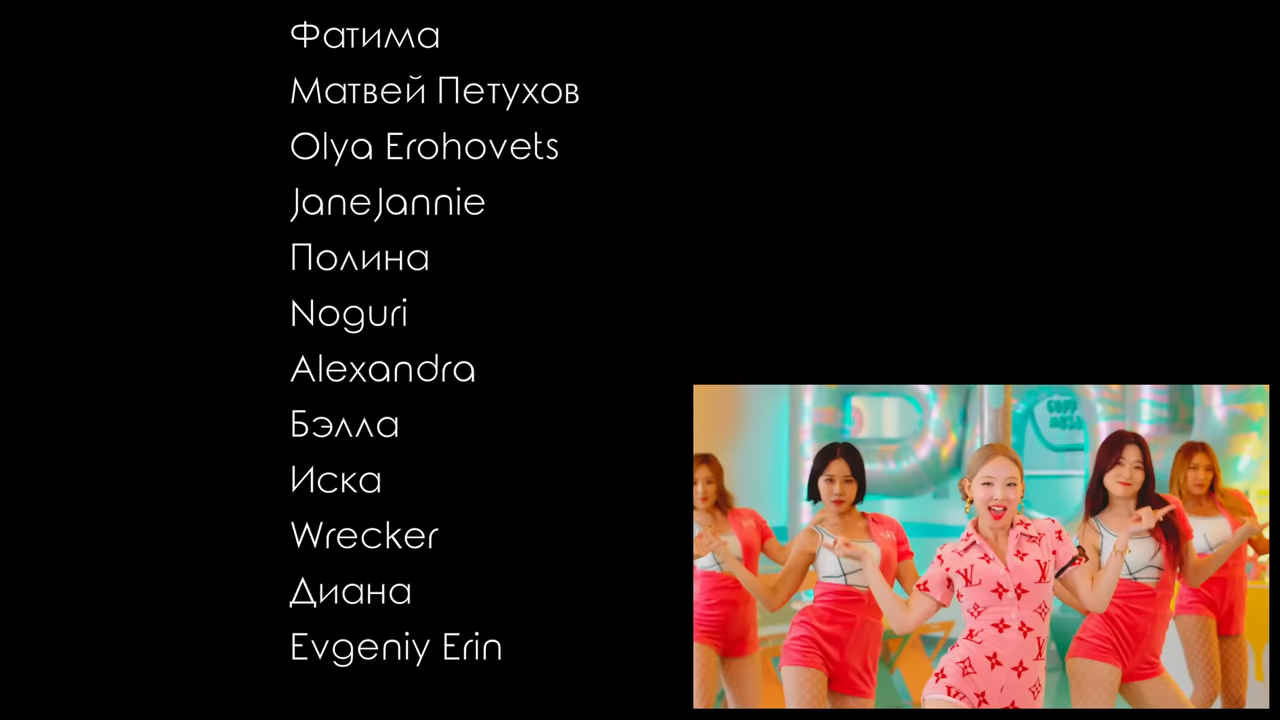 Фатима
Матвей Петухов
Olya Erohovets
JaneJannie
Полина
Noguri
Alexandra
Бэлла
Иска
Wrecker
Диана
Evgeniy Erin